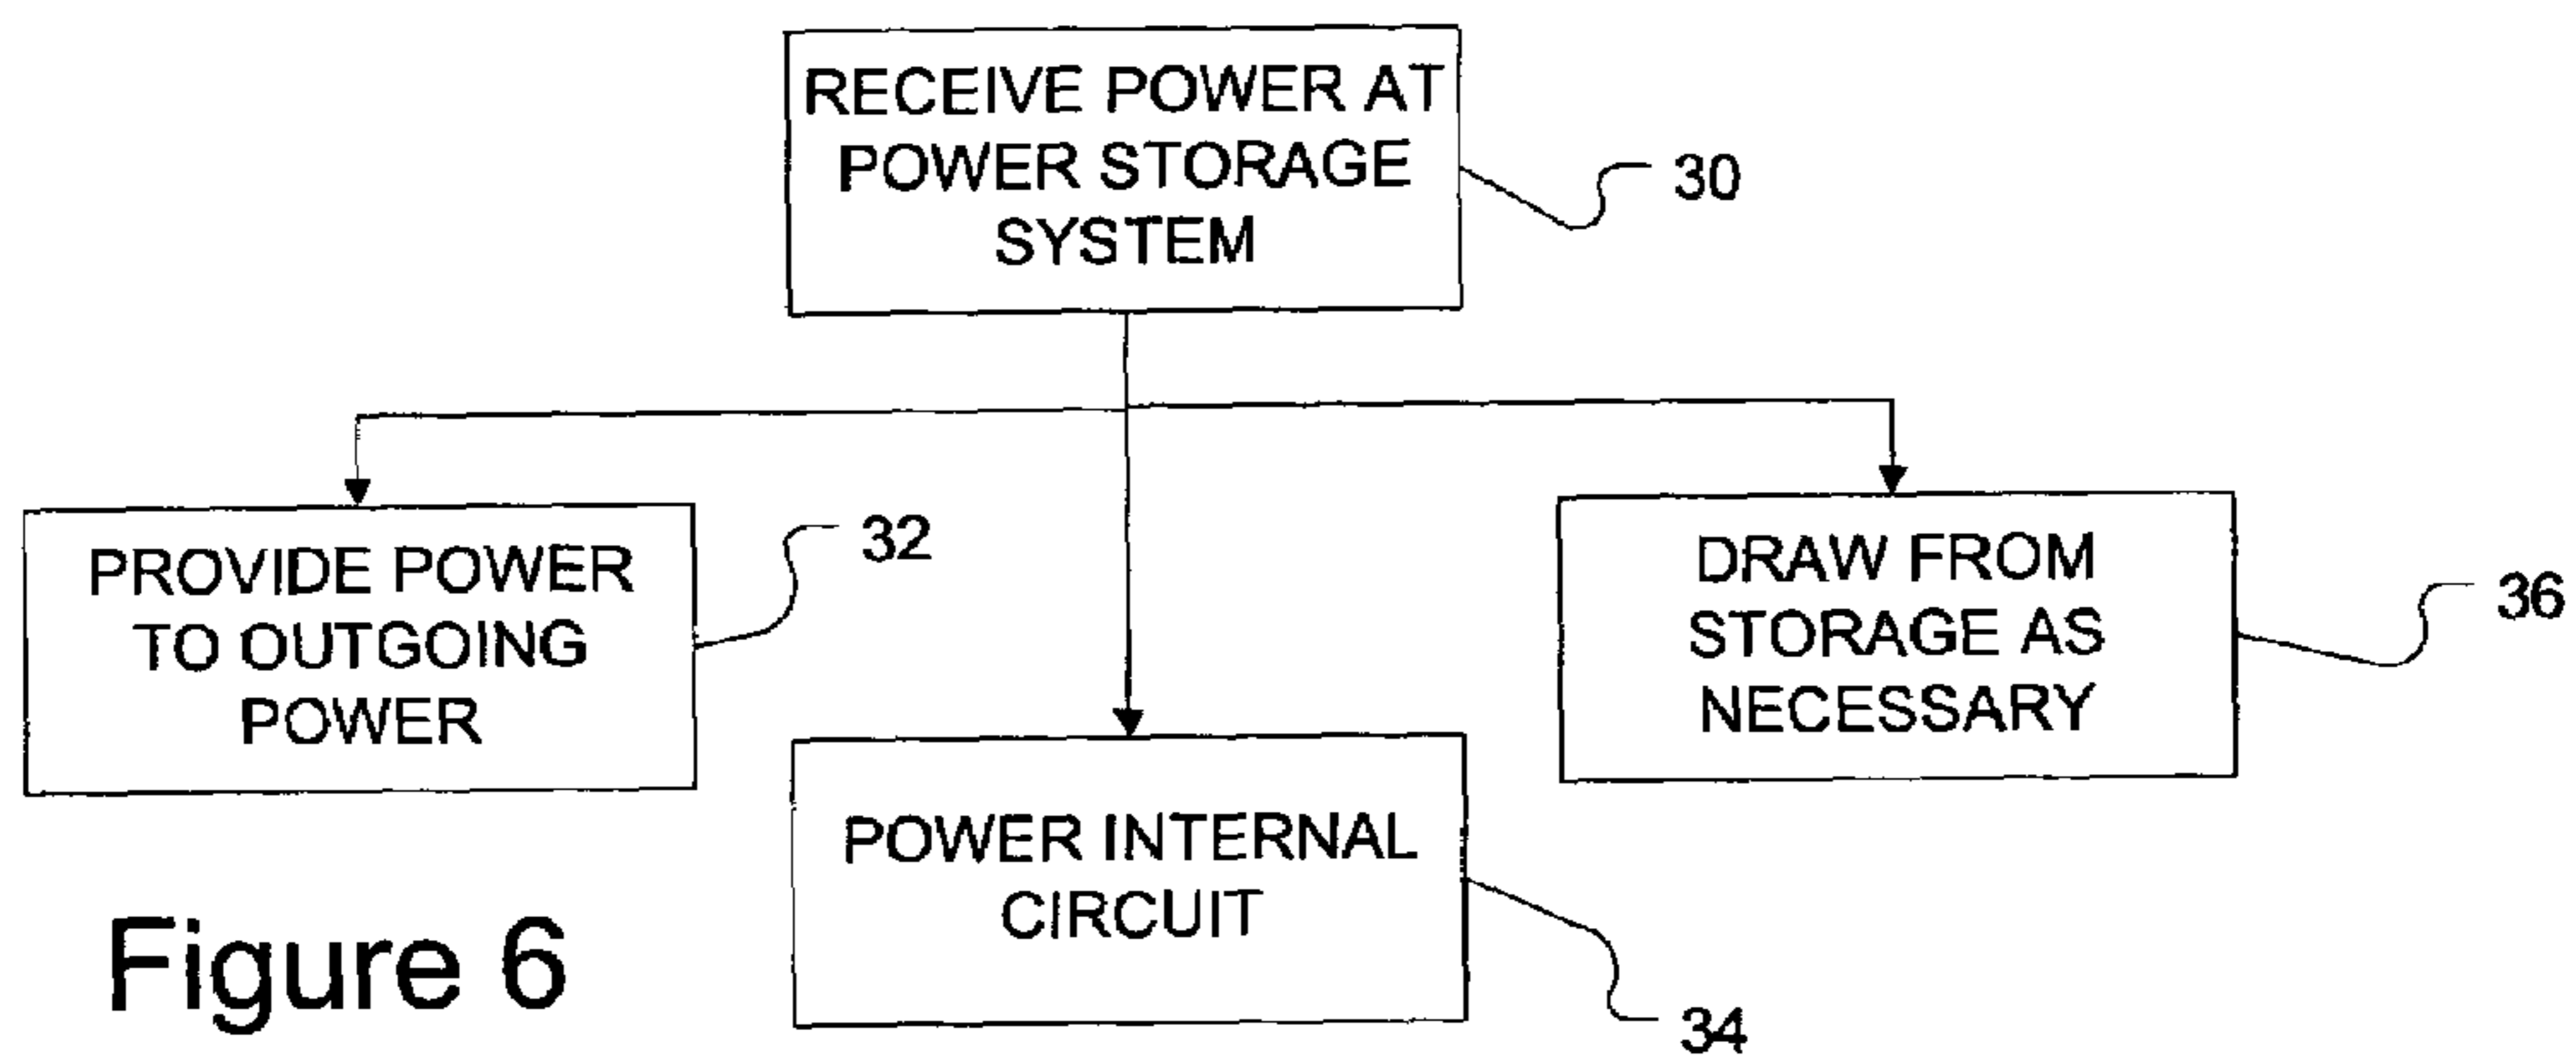 RECEIVE POWER AT
POWER STORAGE
SYSTEM
30
PROVIDE POWER
TO OUTGOING
POWER
32
POWER INTERNAL
CIRCUIT
34
DRAW FROM
STORAGE AS
NECESSARY
36
Figure 6